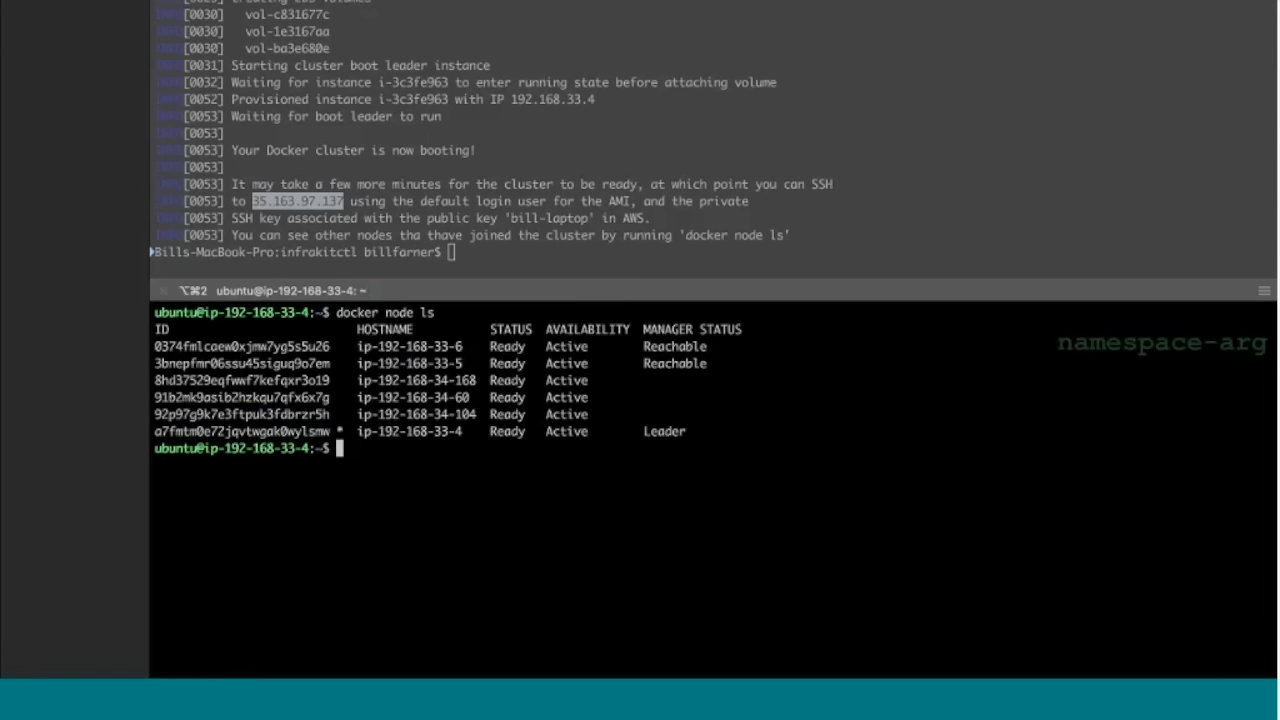 [0029] Creating EBS volumes
[0030]   vol-c831677c
[0030]   vol-1e3167aa
[0030]   vol-ba3e680e
[0031] Starting cluster boot leader instance
[0032] Waiting for instance i-3c3fe963 to enter running state before attaching volume
[0052] Provisioned instance i-3c3fe963 with IP 192.168.33.4
[0053] Waiting for boot leader to run
[0053]
[0053] Your Docker cluster is now booting!
[0053]
[0053] It may take a few more minutes for the cluster to be ready, at which point you can SSH
[0053] to 35.163.97.137 using the default login user for the AMI, and the private
[0053] SSH key associated with the public key 'bill-laptop' in AWS.
[0053] You can see other nodes tha thave joined the cluster by running 'docker node ls'
Bills-MacBook-Pro:infrakitctl billfarner$
⌥⌘2 ubuntu@ip-192-168-33-4: ~
ubuntu@ip-192-168-33-4:~$ docker node ls
ID HOSTNAME STATUS AVAILABILITY MANAGER STATUS
0374fmlcaew0xjmw7yg5s5u26 ip-192-168-33-6 Ready Active Reachable
3bnepfmr06ssu45siguq9o7em ip-192-168-33-5 Ready Active Reachable
8hd37529eqfwwf7kefqxr3o19 ip-192-168-34-168 Ready Active
91b2mk9asib2hzkqu7qfx6x7g ip-192-168-34-60 Ready Active
92p97g9k7e3ftpuk3fdbrzr5h ip-192-168-34-104 Ready Active
a7fmtm0e72jqvtwgak0wylsmw * ip-192-168-33-4 Ready Active Leader
ubuntu@ip-192-168-33-4:~$
namespace-arg